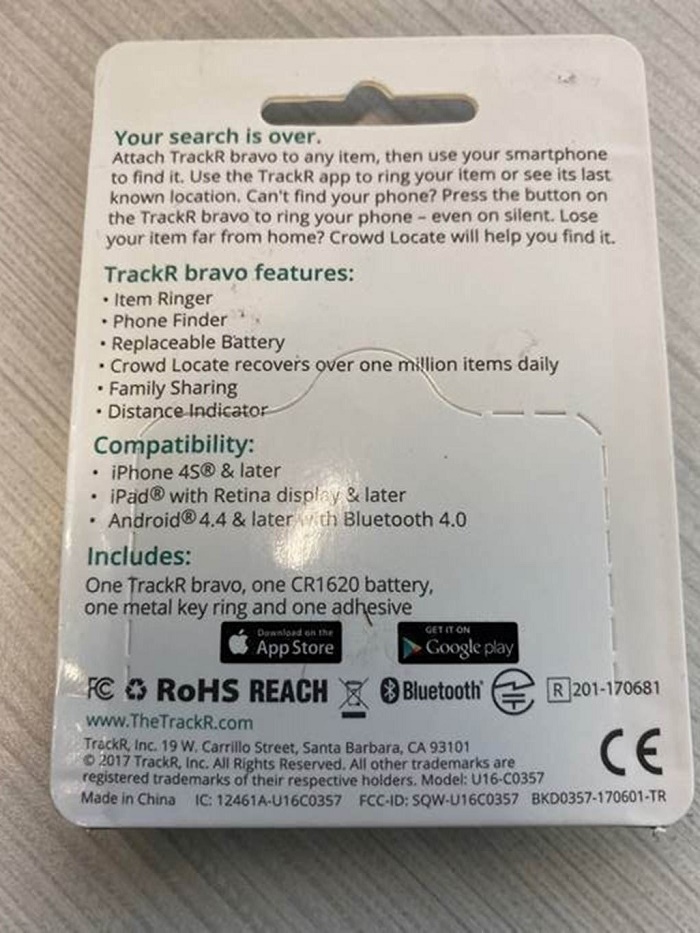 Your search is over.
Attach TrackR bravo to any item, then use your smartphone
to find it. Use the TrackR app to ring your item or see its last
known location. Can't find your phone? Press the button on
the TrackR bravo to ring your phone – even on silent. Lose
your item far from home? Crowd Locate will help you find it.
TrackR bravo features:
• Item Ringer
• Phone Finder
• Replaceable Battery
• Crowd Locate recovers over one million items daily
• Family Sharing
• Distance Indicator
Compatibility:
• iPhone 4S® & later
• iPad® with Retina display & later
• Android® 4.4 & later with Bluetooth 4.0
Includes:
One TrackR bravo, one CR1620 battery,
one metal key ring and one adhesive
Download on the
App Store
GET IT ON
Google play
FC RoHS REACH Bluetooth® R 201-170681
www.TheTrackR.com
TrackR, Inc. 19 W. Carrillo Street, Santa Barbara, CA 93101
© 2017 TrackR, Inc. All Rights Reserved. All other trademarks are
registered trademarks of their respective holders. Model: U16-C0357
CE
Made in China IC: 12461A-U16C0357 FCC-ID: SQW-U16C0357 BKD0357-170601-TR